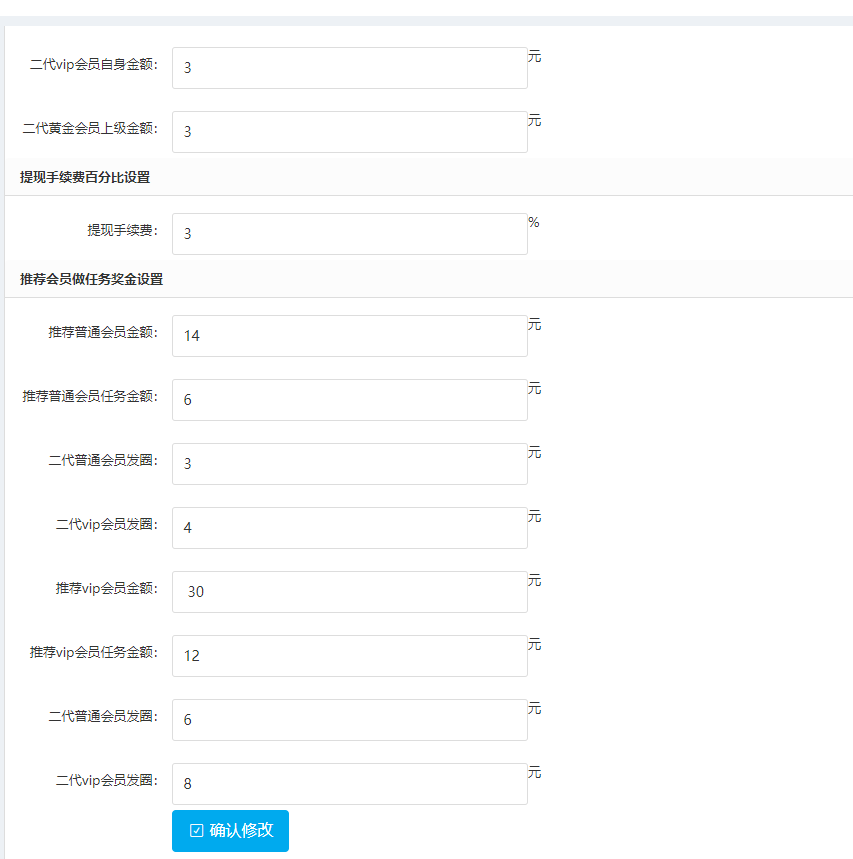 二代vip会员自身金额： 3 元
二代黄金会员上级金额： 3 元
提现手续费百分比设置
提现手续费： 3 %
推荐会员做任务奖金设置
推荐普通会员金额： 14 元
推荐普通会员任务金额： 6 元
二代普通会员发圈： 3 元
二代vip会员发圈： 4 元
推荐vip会员金额： 30 元
推荐vip会员任务金额： 12 元
二代普通会员发圈： 6 元
二代vip会员发圈： 8 元
确认修改